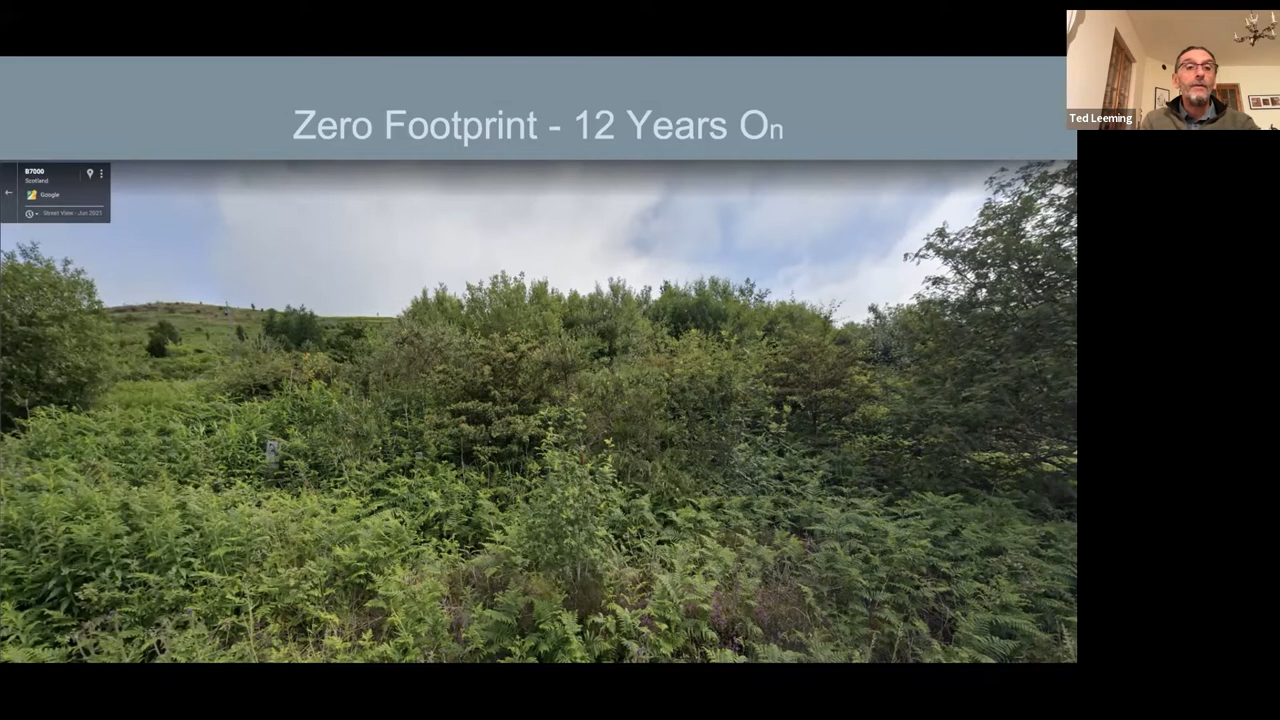 Zero Footprint - 12 Years On
Ted Leeming
B7000
Scotland
Google
Street View - Jun 2021